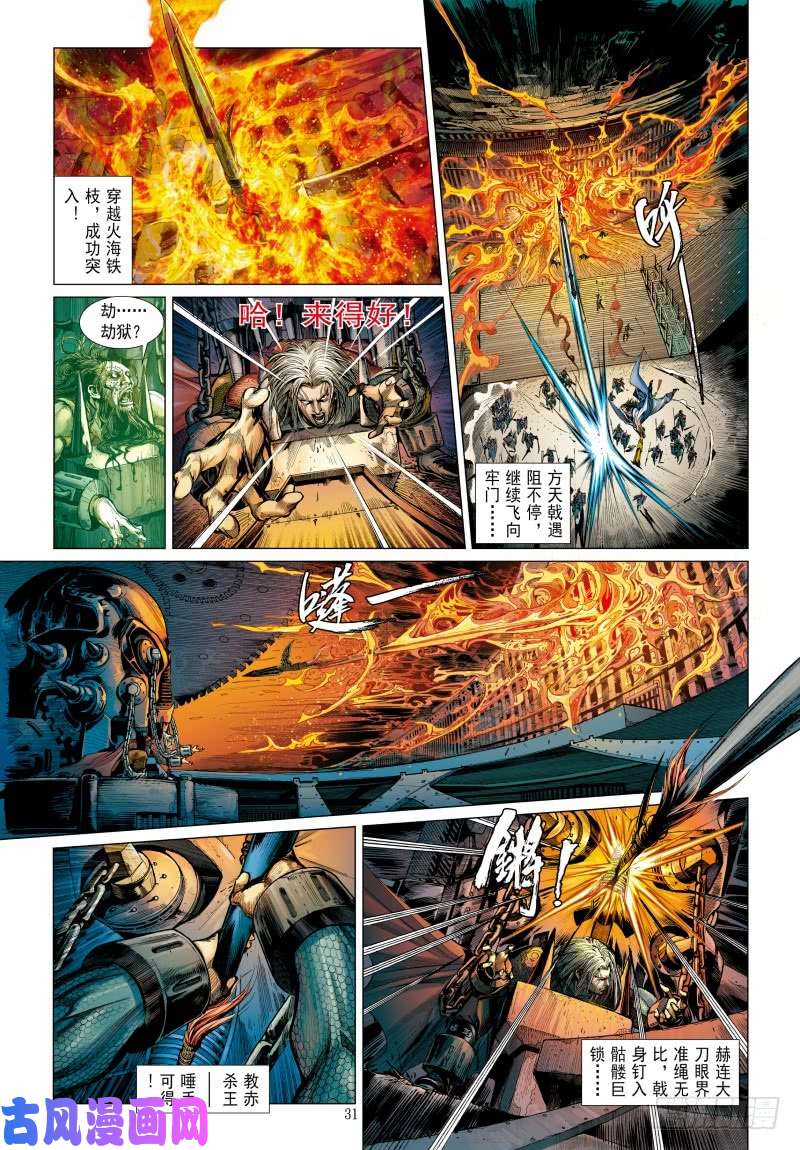 穿越火海铁
枝，成功突
入！
呼
方天戟遇
阻不停，
继续飞向
牢门……
劫……
劫狱？
哈！来得好！
噠
锵！
赫连大
刀眼界
准绳无
比，戟
身钉入
骷髅巨
锁……
教赤
杀王
唾手
可得
！
31
古风漫画网